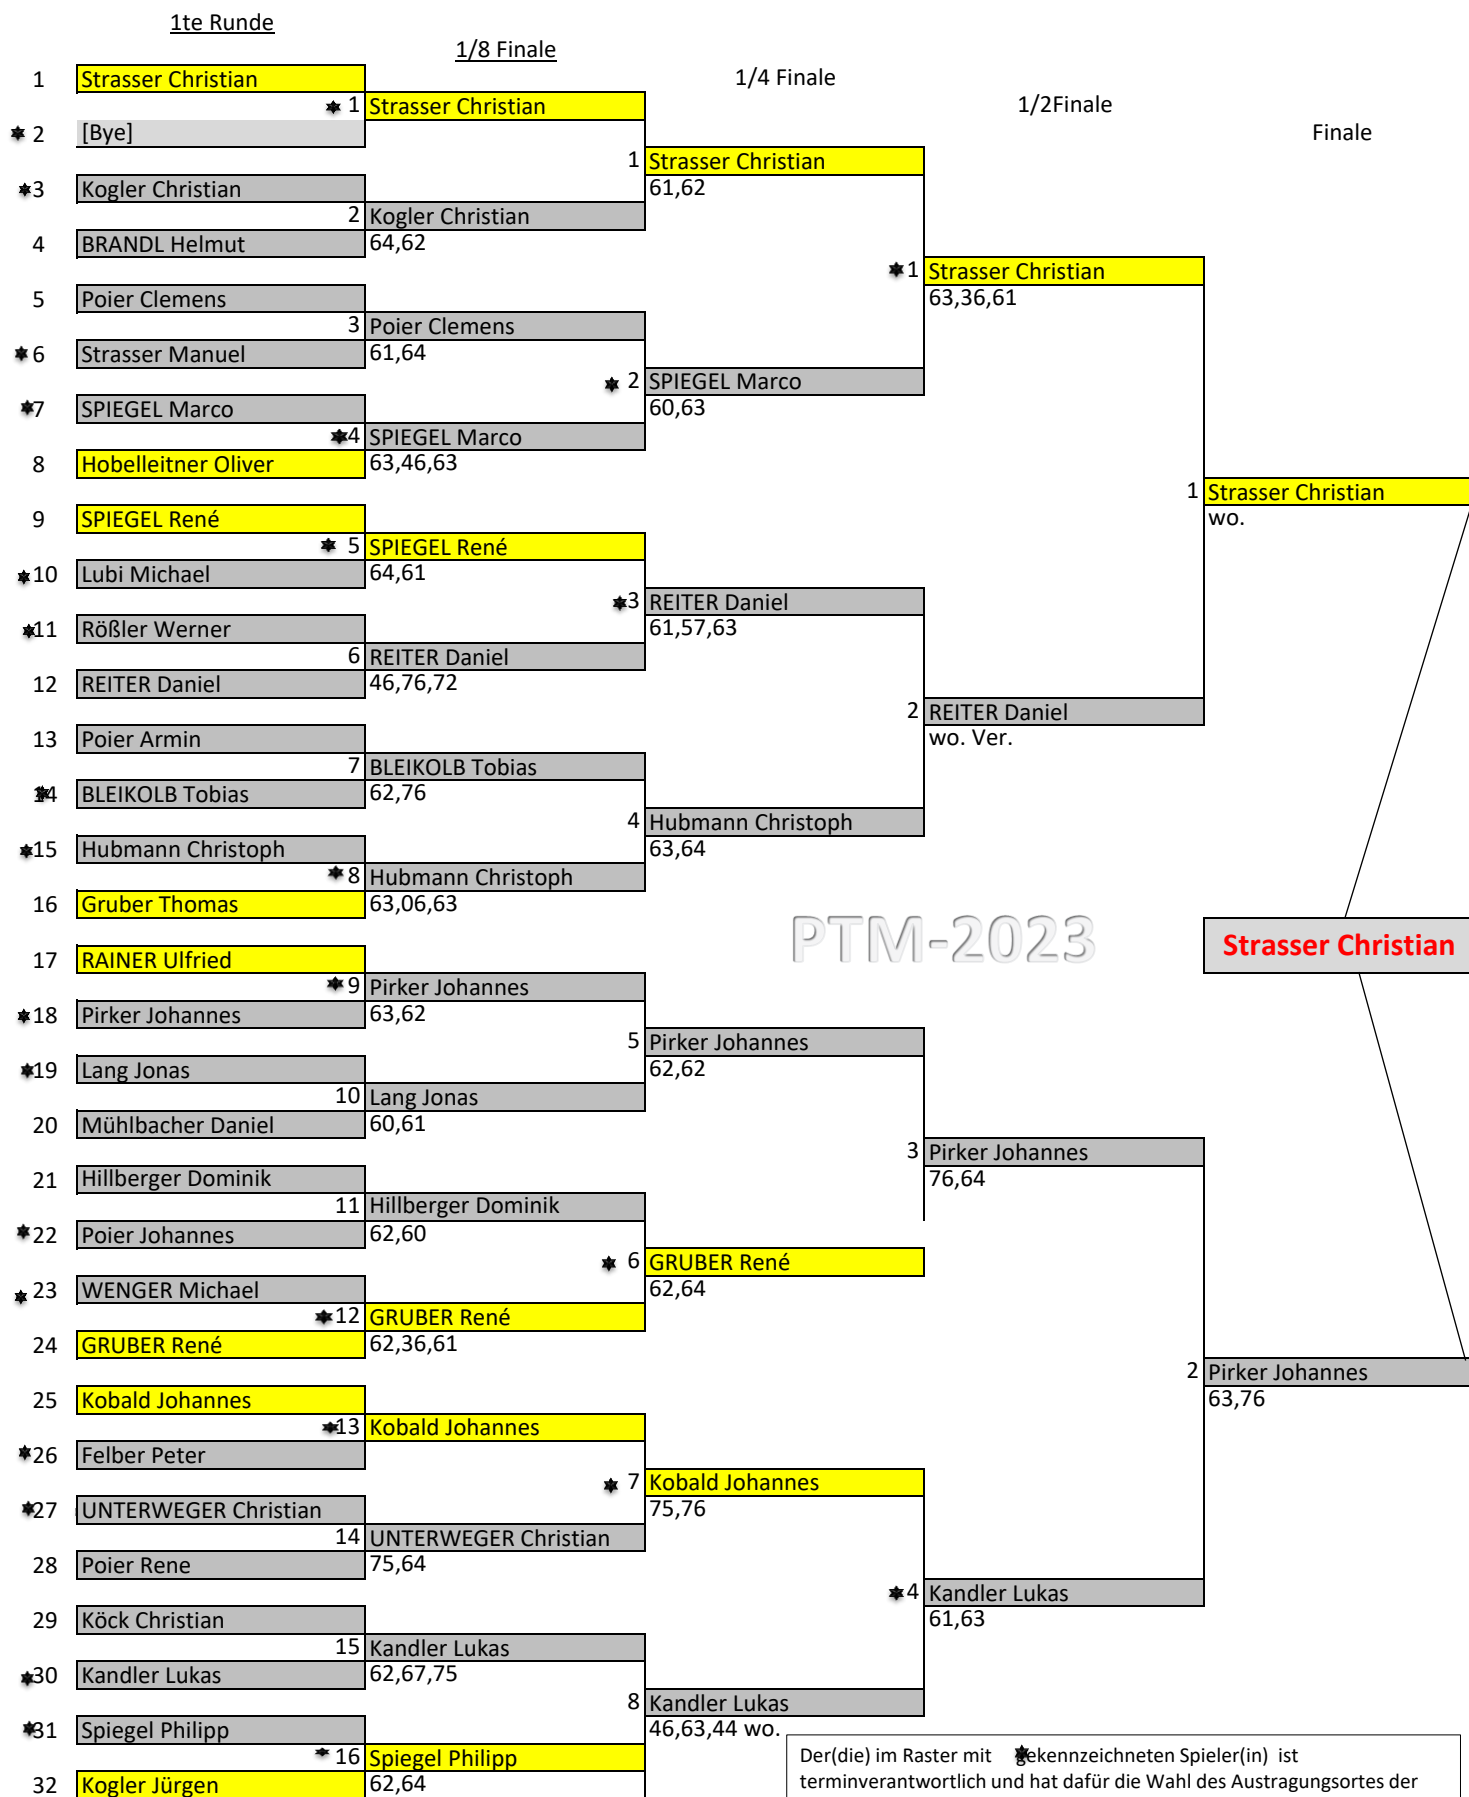 1te Runde
1/8 Finale
1/4 Finale
1/2Finale
Finale
1 Strasser Christian
1 Strasser Christian
2 [Bye]
1 Strasser Christian
61,62
3 Kogler Christian
2 Kogler Christian
64,62
4 BRANDL Helmut
1 Strasser Christian
63,36,61
5 Poier Clemens
3 Poier Clemens
61,64
6 Strasser Manuel
2 SPIEGEL Marco
60,63
7 SPIEGEL Marco
4 SPIEGEL Marco
63,46,63
8 Hobelleitner Oliver
1 Strasser Christian
wo.
9 SPIEGEL René
5 SPIEGEL René
64,61
10 Lubi Michael
3 REITER Daniel
61,57,63
11 Rößler Werner
6 REITER Daniel
46,76,72
12 REITER Daniel
2 REITER Daniel
wo. Ver.
13 Poier Armin
7 BLEIKOLB Tobias
62,76
14 BLEIKOLB Tobias
4 Hubmann Christoph
63,64
15 Hubmann Christoph
8 Hubmann Christoph
63,06,63
16 Gruber Thomas
PTM-2023
Strasser Christian
17 RAINER Ulfried
9 Pirker Johannes
63,62
18 Pirker Johannes
5 Pirker Johannes
62,62
19 Lang Jonas
10 Lang Jonas
60,61
20 Mühlbacher Daniel
3 Pirker Johannes
76,64
21 Hillberger Dominik
11 Hillberger Dominik
62,60
22 Poier Johannes
6 GRUBER René
62,64
23 WENGER Michael
12 GRUBER René
62,36,61
24 GRUBER René
2 Pirker Johannes
63,76
25 Kobald Johannes
13 Kobald Johannes
26 Felber Peter
7 Kobald Johannes
75,76
27 UNTERWEGER Christian
14 UNTERWEGER Christian
75,64
28 Poier Rene
4 Kandler Lukas
61,63
29 Köck Christian
15 Kandler Lukas
62,67,75
30 Kandler Lukas
8 Kandler Lukas
46,63,44 wo.
31 Spiegel Philipp
16 Spiegel Philipp
62,64
32 Kogler Jürgen
Der(die) im Raster mit gekennzeichneten Spieler(in) ist
terminverantwortlich und hat dafür die Wahl des Austragungsortes der